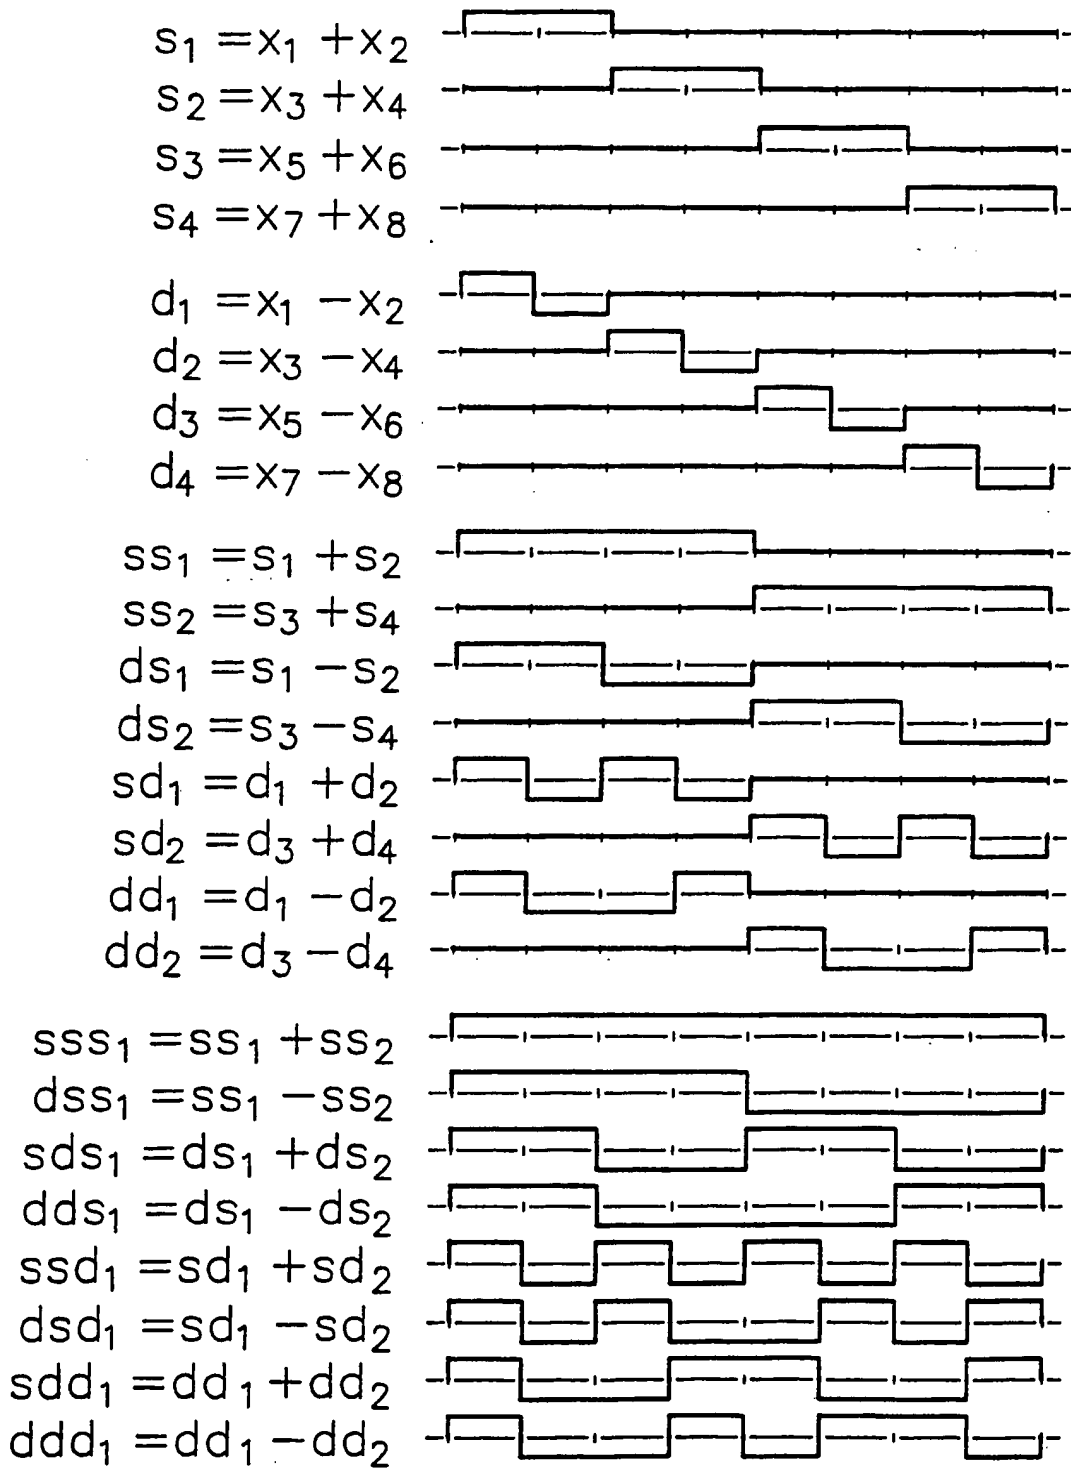 s₁ = x₁ + x₂
s₂ = x₃ + x₄
s₃ = x₅ + x₆
s₄ = x₇ + x₈
d₁ = x₁ − x₂
d₂ = x₃ − x₄
d₃ = x₅ − x₆
d₄ = x₇ − x₈
ss₁ = s₁ + s₂
ss₂ = s₃ + s₄
ds₁ = s₁ − s₂
ds₂ = s₃ − s₄
sd₁ = d₁ + d₂
sd₂ = d₃ + d₄
dd₁ = d₁ − d₂
dd₂ = d₃ − d₄
sss₁ = ss₁ + ss₂
dss₁ = ss₁ − ss₂
sds₁ = ds₁ + ds₂
dds₁ = ds₁ − ds₂
ssd₁ = sd₁ + sd₂
dsd₁ = sd₁ − sd₂
sdd₁ = dd₁ + dd₂
ddd₁ = dd₁ − dd₂